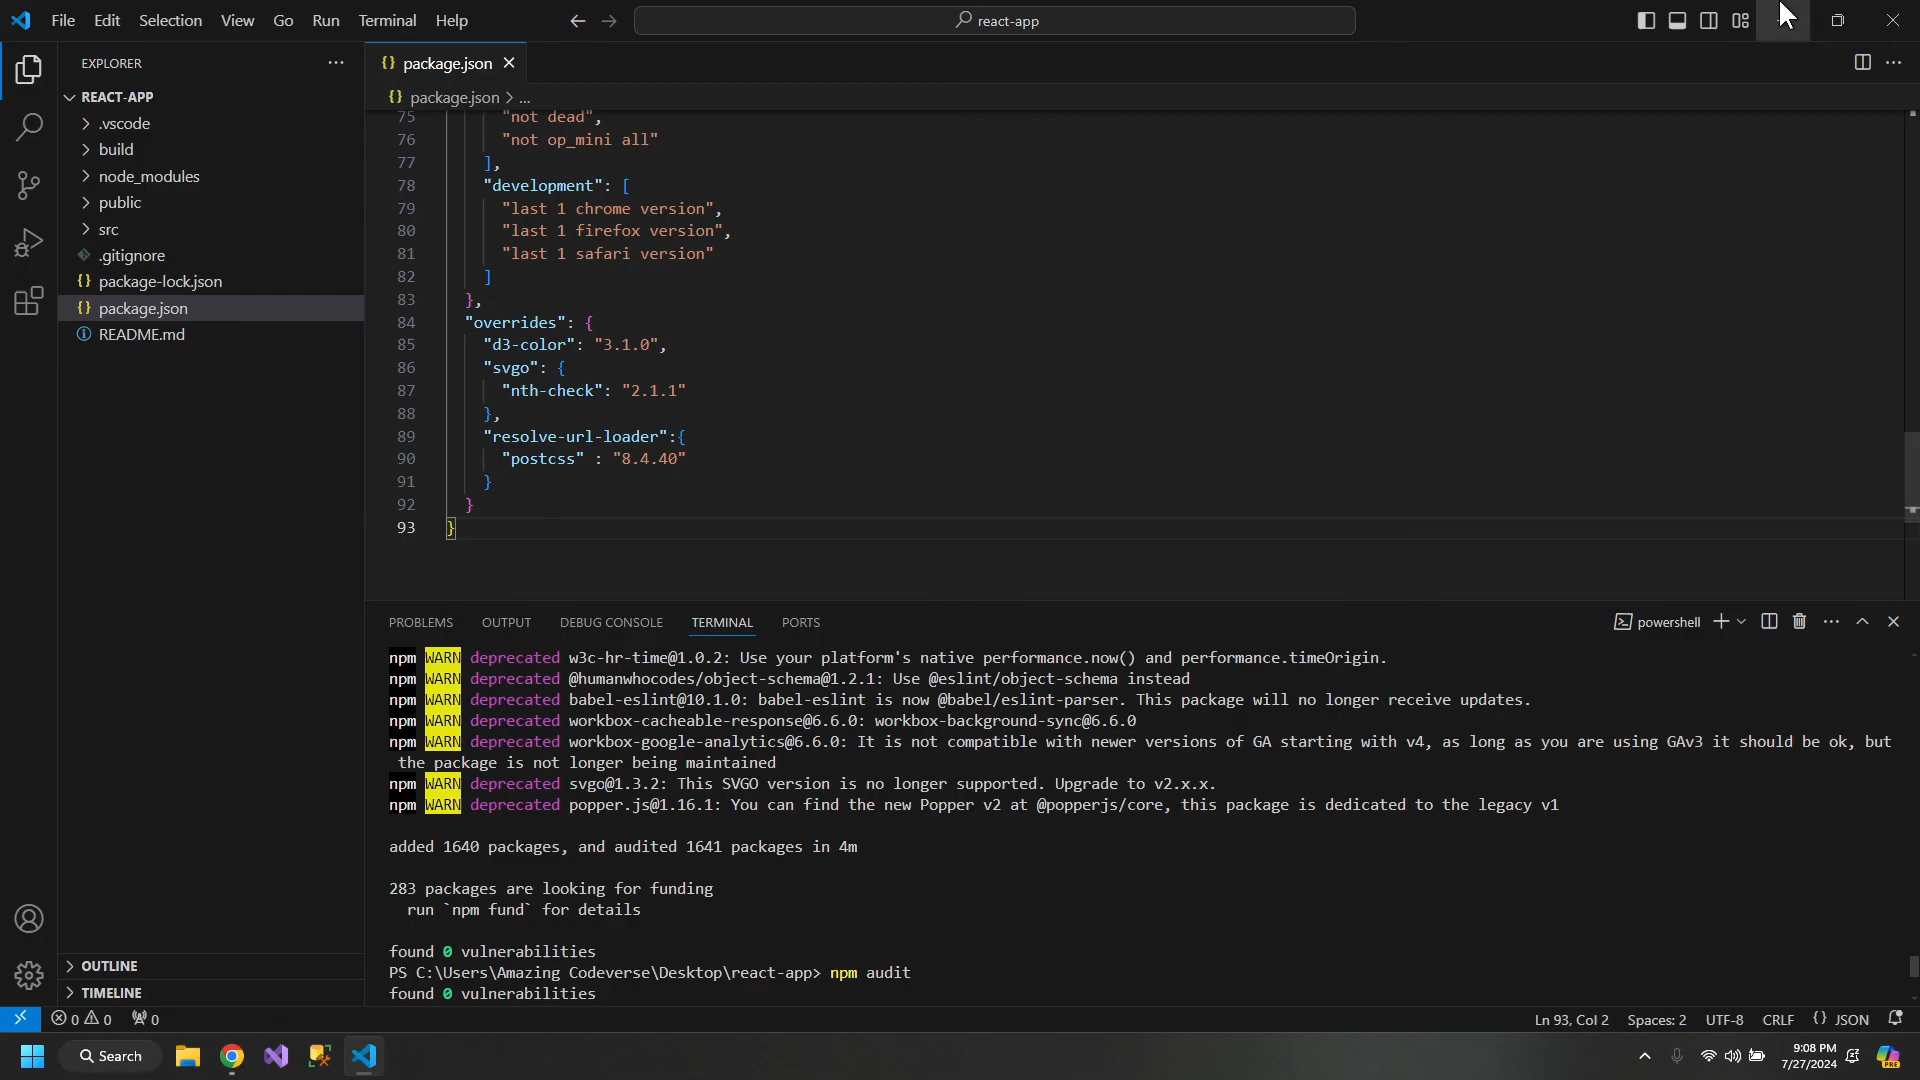 File Edit Selection View Go Run Terminal Help
react-app
EXPLORER
REACT-APP
.vscode
build
node_modules
public
src
.gitignore
package-lock.json
package.json
README.md
OUTLINE
TIMELINE
package.json
package.json > ...
75 "not dead",
76 "not op_mini all"
77 ],
78 "development": [
79 "last 1 chrome version",
80 "last 1 firefox version",
81 "last 1 safari version"
82 ]
83 },
84 "overrides": {
85 "d3-color": "3.1.0",
86 "svgo": {
87 "nth-check": "2.1.1"
88 },
89 "resolve-url-loader":{
90 "postcss" : "8.4.40"
91 }
92 }
93 }
PROBLEMS OUTPUT DEBUG CONSOLE TERMINAL PORTS
powershell
npm WARN deprecated w3c-hr-time@1.0.2: Use your platform's native performance.now() and performance.timeOrigin.
npm WARN deprecated @humanwhocodes/object-schema@1.2.1: Use @eslint/object-schema instead
npm WARN deprecated babel-eslint@10.1.0: babel-eslint is now @babel/eslint-parser. This package will no longer receive updates.
npm WARN deprecated workbox-cacheable-response@6.6.0: workbox-background-sync@6.6.0
npm WARN deprecated workbox-google-analytics@6.6.0: It is not compatible with newer versions of GA starting with v4, as long as you are using GAv3 it should be ok, but
the package is not longer being maintained
npm WARN deprecated svgo@1.3.2: This SVGO version is no longer supported. Upgrade to v2.x.x.
npm WARN deprecated popper.js@1.16.1: You can find the new Popper v2 at @popperjs/core, this package is dedicated to the legacy v1
added 1640 packages, and audited 1641 packages in 4m
283 packages are looking for funding
run `npm fund` for details
found 0 vulnerabilities
PS C:\Users\Amazing Codeverse\Desktop\react-app> npm audit
found 0 vulnerabilities
0 0 0
Ln 93, Col 2 Spaces: 2 UTF-8 CRLF {} JSON
Search
9:08 PM
7/27/2024
PRE